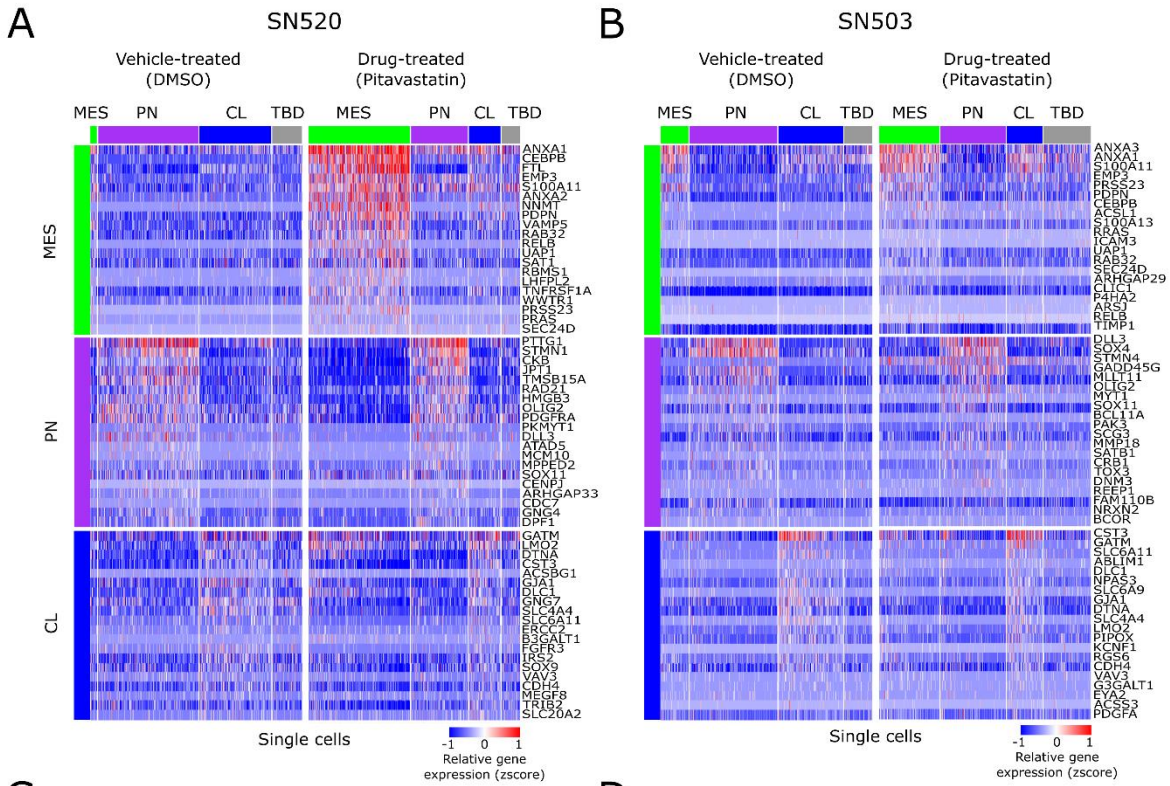 A
SN520
Vehicle-treated
(DMSO)
Drug-treated
(Pitavastatin)
MES PN CL TBD
MES PN CL TBD
MES
ANXA1
CEBPB
FTL
EMP3
S100A11
ANXA2
NNMT
PDPN
VAMP5
RAB32
RELB
UAP1
SAT1
RBMS1
LHFPL2
TNFRSF1A
WWTR1
PRSS23
PRAS
SEC24D
PN
PTTG1
STMN1
CKB
JPT1
TMSB15A
RAD21
HMGB3
OLIG2
PDGFRA
PKMYT1
DLL3
ATAD5
MCM10
MPPED2
SOX11
CENPJ
ARHGAP33
CDC7
GNG4
DPF1
CL
GATM
LMO2
DTNA
CST3
ACSBG1
GJA1
DLC1
GNG7
SLC4A4
SLC6A11
ERCC2
B3GALT1
FGFR3
IRS2
SOX9
VAV3
CDH4
MEGF8
TRIB2
SLC20A2
Single cells
-1 0 1
Relative gene
expression (zscore)
B
SN503
Vehicle-treated
(DMSO)
Drug-treated
(Pitavastatin)
MES PN CL TBD
MES PN CL TBD
ANXA3
ANXA1
S100A11
EMP3
PRSS23
PDPN
CEBPB
ACSL1
S100A13
RRAS
ICAM3
UAP1
RAB32
SEC24D
ARHGAP29
CLIC1
P4HA2
ARSJ
RELB
TIMP1
DLL3
SOX4
STMN4
GADD45G
MLLT11
OLIG2
MYT1
SOX11
BCL11A
PAK3
SCG3
MMP18
SATB1
CRB1
TOX3
DNM3
REEP1
FAM110B
NRXN2
BCOR
CST3
GATM
SLC6A11
ABLIM1
DLC1
NPAS3
SLC6A9
GJA1
DTNA
SLC4A4
LMO2
PIPOX
KCNF1
RGS6
CDH4
VAV3
G3GALT1
EYA2
ACSS3
PDGFA
Single cells
-1 0 1
Relative gene
expression (zscore)